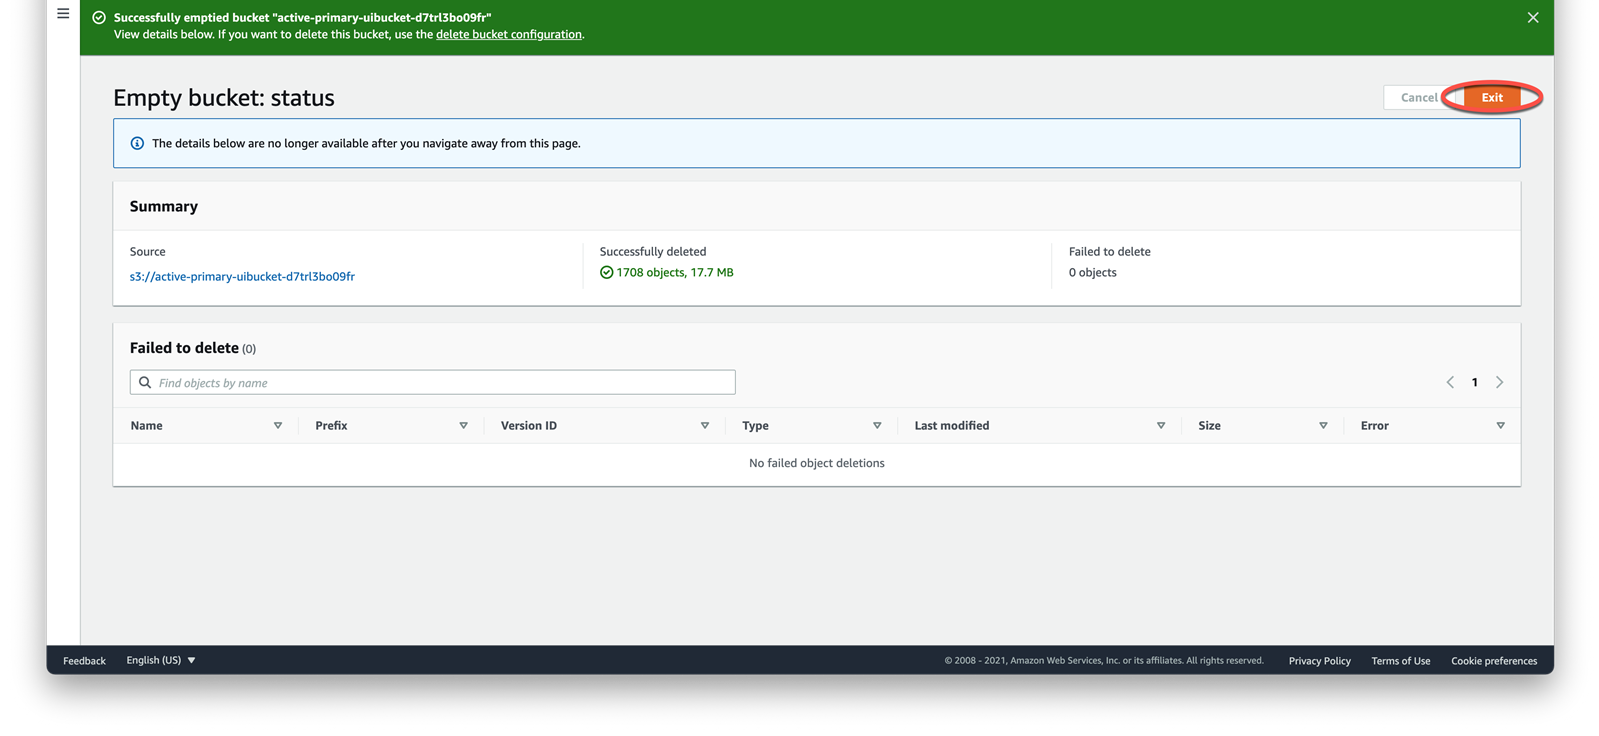 Successfully emptied bucket "active-primary-uibucket-d7trl3bo09fr"
View details below. If you want to delete this bucket, use the delete bucket configuration.
Empty bucket: status
Cancel
Exit
The details below are no longer available after you navigate away from this page.
Summary
Source
Successfully deleted
Failed to delete
s3://active-primary-uibucket-d7trl3bo09fr
1708 objects, 17.7 MB
0 objects
Failed to delete (0)
Find objects by name
1
Name
Prefix
Version ID
Type
Last modified
Size
Error
No failed object deletions
Feedback
English (US)
© 2008 - 2021, Amazon Web Services, Inc. or its affiliates. All rights reserved.
Privacy Policy
Terms of Use
Cookie preferences